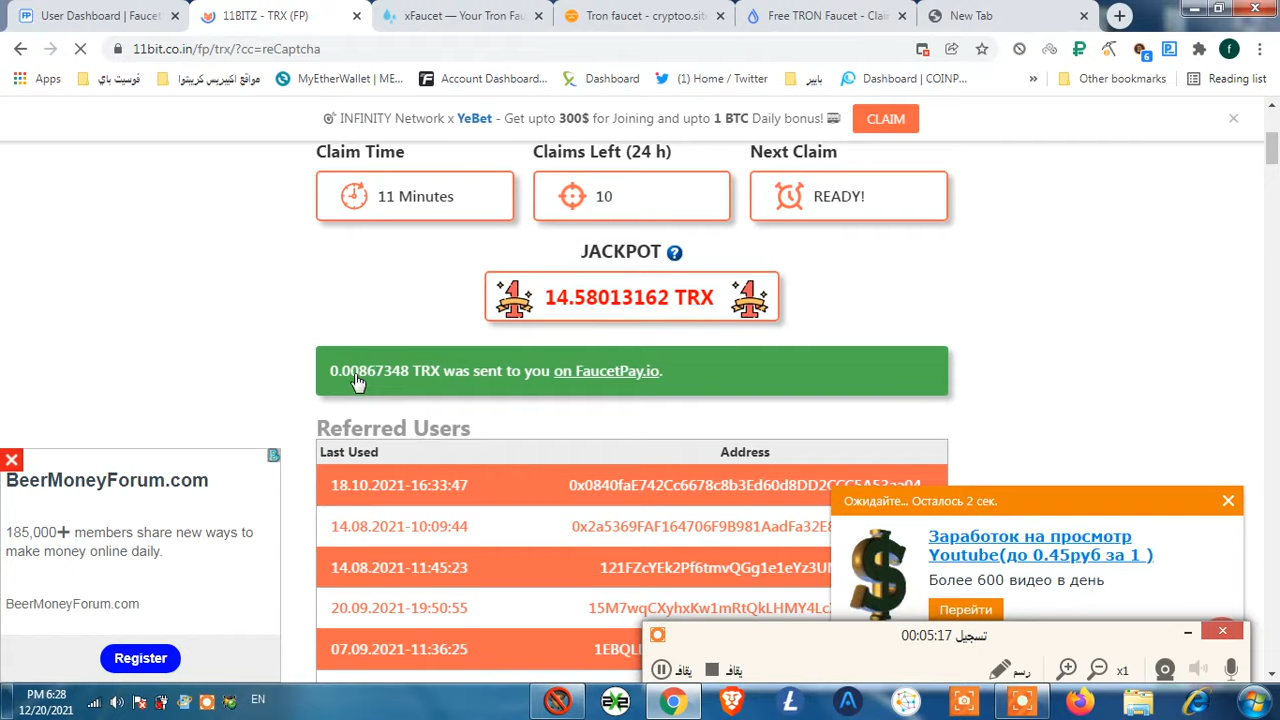 User Dashboard | Faucet
11BITZ - TRX (FP)
xFaucet — Your Tron Fa
Tron faucet - cryptoo.sit
Free TRON Faucet - Clai
New Tab
11bit.co.in/fp/trx/?cc=reCaptcha
f
Apps
فوسيت باي
مواقع اكسبريس كريبتوا
MyEtherWallet | ME...
Account Dashboard...
Dashboard
(1) Home / Twitter
بايير
Dashboard | COINP...
»
Other bookmarks
Reading list
INFINITY Network x YeBet - Get upto 300$ for Joining and upto 1 BTC Daily bonus!
CLAIM
Claim Time
Claims Left (24 h)
Next Claim
11 Minutes
10
READY!
JACKPOT ?
14.58013162 TRX
0.00867348 TRX was sent to you on FaucetPay.io.
Referred Users
Last Used
Address
18.10.2021-16:33:47
14.08.2021-10:09:44
0x2a5369FAF164706F9B981AadFa32E
14.08.2021-11:45:23
121FZcYEk2Pf6tmvQGg1e1eYz3U
20.09.2021-19:50:55
15M7wqCXyhxKw1mRtQkLHMY4L
07.09.2021-11:36:25
1EBQL
BeerMoneyForum.com
185,000+ members share new ways to
make money online daily.
BeerMoneyForum.com
Register
Ожидайте... Осталось 2 сек.
Заработок на просмотр
Youtube(до 0.45руб за 1 )
Более 600 видео в день
Перейти
تسجيل 00:05:17
يقاف
يقاف
رسم
x1
PM 6:28
12/20/2021
EN